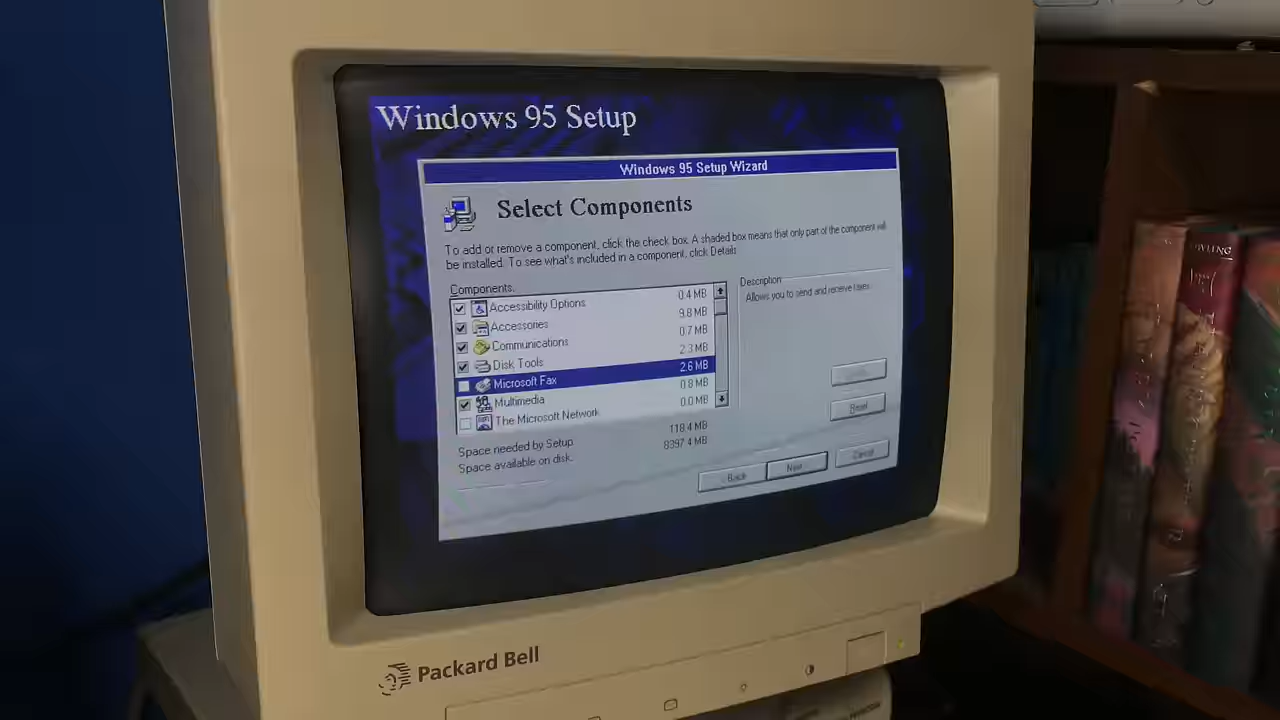 Windows 95 Setup
Windows 95 Setup Wizard
Select Components
To add or remove a component, click the check box. A shaded box means that only part of the component will
be installed. To see what's included in a component, click Details.
Components:
Accessibility Options 0.4 MB
Accessories 9.8 MB
Communications 0.7 MB
Disk Tools 2.3 MB
Microsoft Fax 2.6 MB
Multimedia 0.8 MB
The Microsoft Network 0.0 MB
Description
Allows you to send and receive faxes.
Space needed by Setup 118.4 MB
Space available on disk. 8397.4 MB
Reset
< Back
Next
Cancel
Packard Bell